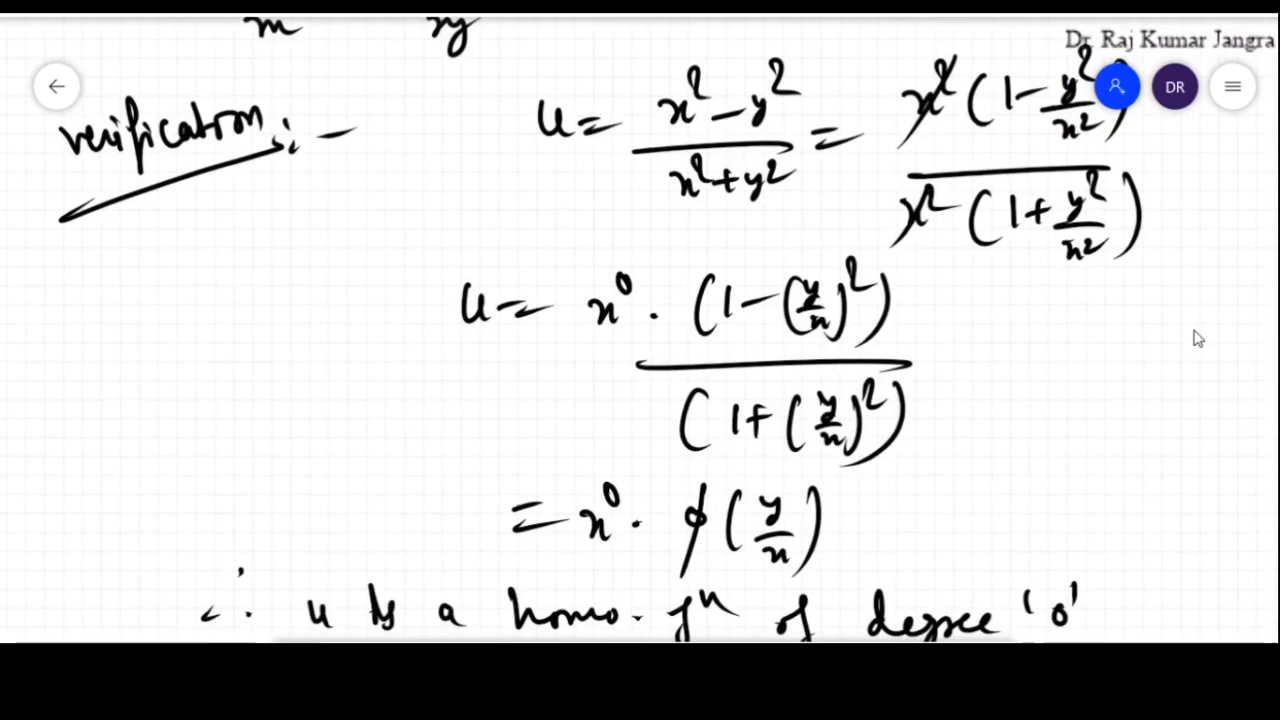 Dr. Raj Kumar Jangra
DR
verification :-
u = x² - y² / x² + y² = x² (1 - y²/x²) / x² (1 + y²/x²)
u = x⁰ · (1 - (y/x)²) / (1 + (y/x)²)
= x⁰ · ϕ (y/x)
∴ u is a homo. fⁿ of degree '0'